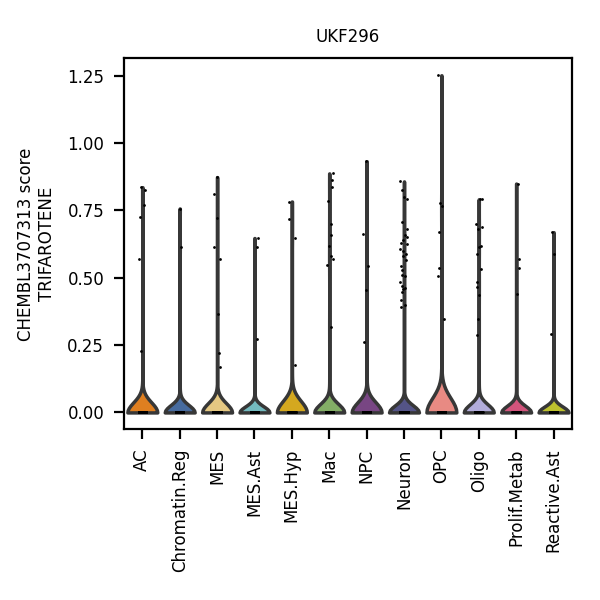 UKF296
CHEMBL3707313 score
TRIFAROTENE
1.25
1.00
0.75
0.50
0.25
0.00
AC
Chromatin.Reg
MES
MES.Ast
MES.Hyp
Mac
NPC
Neuron
OPC
Oligo
Prolif.Metab
Reactive.Ast